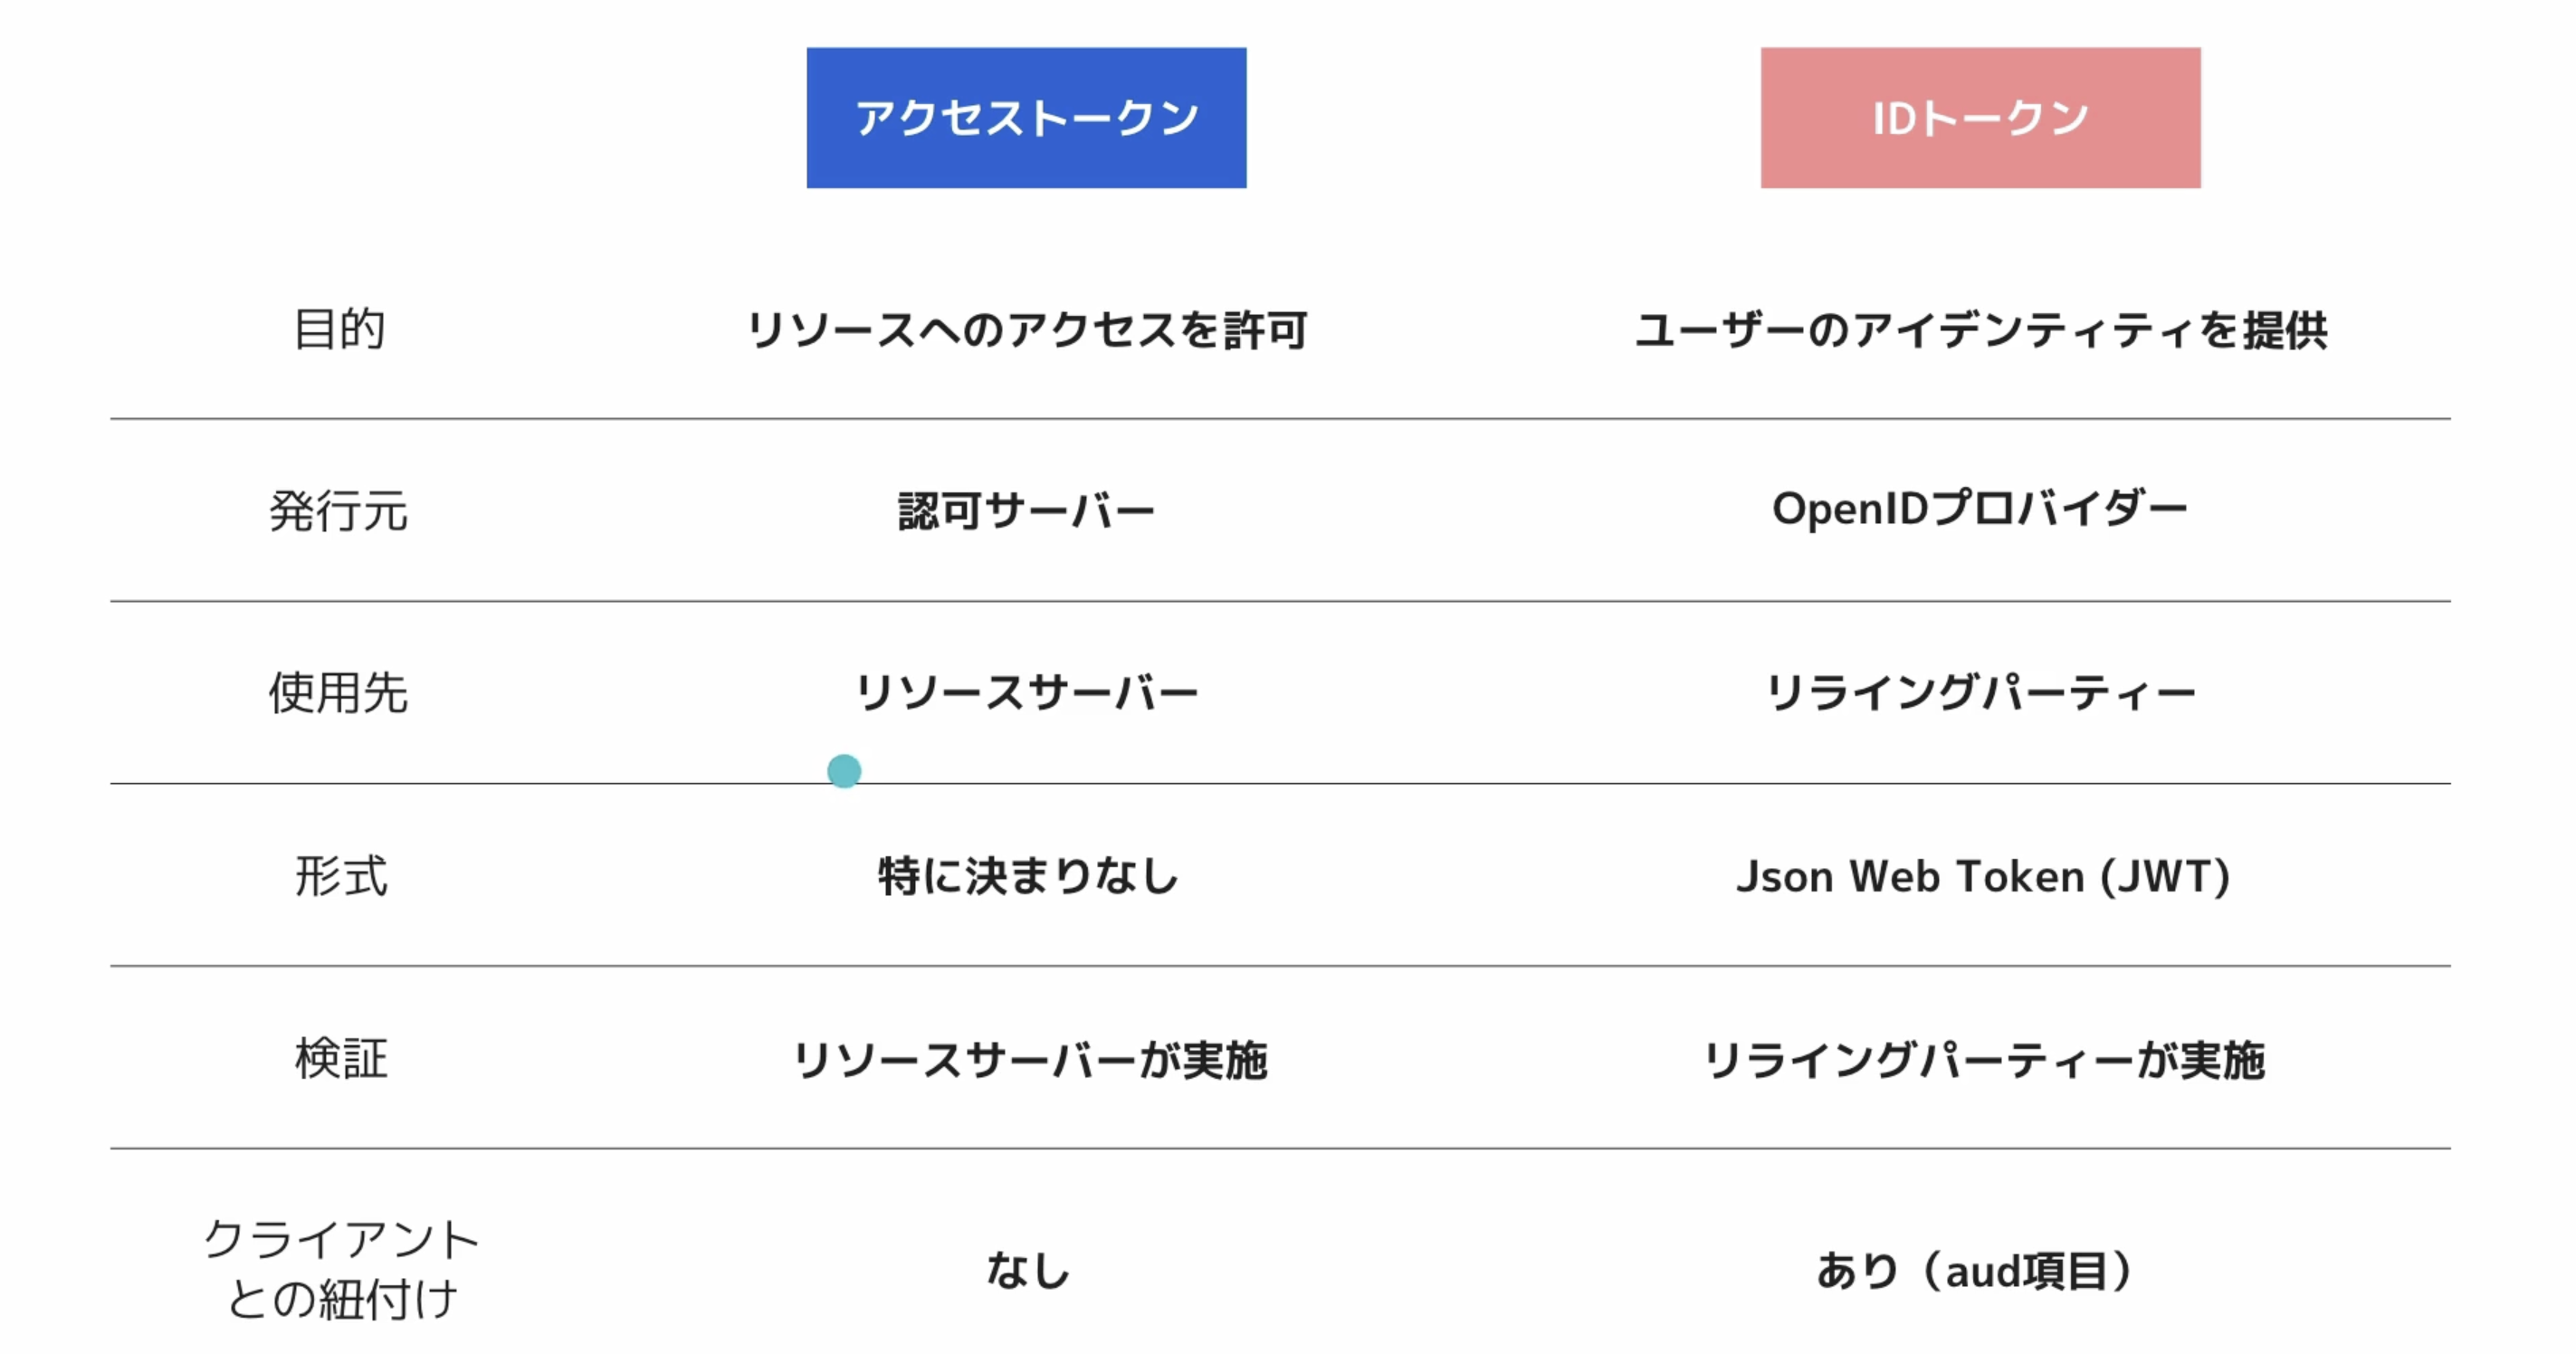 アクセストークン
IDトークン
目的
リソースへのアクセスを許可
ユーザーのアイデンティティを提供
発行元
認可サーバー
OpenIDプロバイダー
使用先
リソースサーバー
リライングパーティー
形式
特に決まりなし
Json Web Token (JWT)
検証
リソースサーバーが実施
リライングパーティーが実施
クライアント
との紐付け
なし
あり（aud項目）